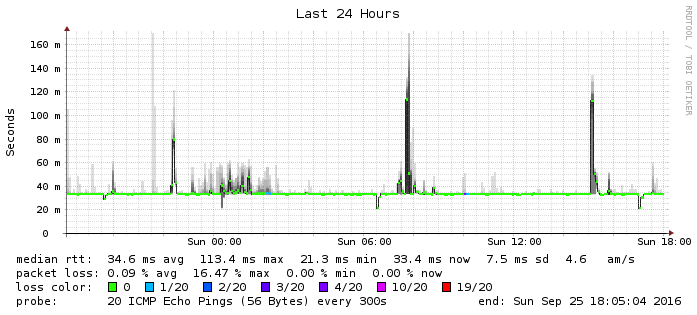 Last 24 Hours
RRDTOOL / TOBI OETIKER
Seconds
160 m
140 m
120 m
100 m
80 m
60 m
40 m
20 m
0
Sun 00:00 Sun 06:00 Sun 12:00 Sun 18:00
median rtt: 34.6 ms avg 113.4 ms max 21.3 ms min 33.4 ms now 7.5 ms sd 4.6 am/s
packet loss: 0.09 % avg 16.47 % max 0.00 % min 0.00 % now
loss color: 0 1/20 2/20 3/20 4/20 10/20 19/20
probe: 20 ICMP Echo Pings (56 Bytes) every 300s end: Sun Sep 25 18:05:04 2016